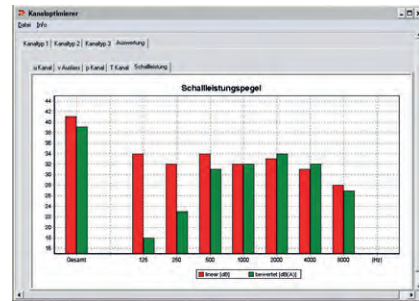 Kanaloptimierer
Datei Info
Kanaltyp 1 Kanaltyp 2 Kanaltyp 3 Auswertung
u Kanal v Auslass p Kanal T Kanal Schallleistung
Schallleistungspegel
44
42
40
38
36
34
32
30
28
26
24
22
20
18
16
Gesamt 125 250 500 1000 2000 4000 8000 [Hz]
linear [dB] bewertet [dB(A)]